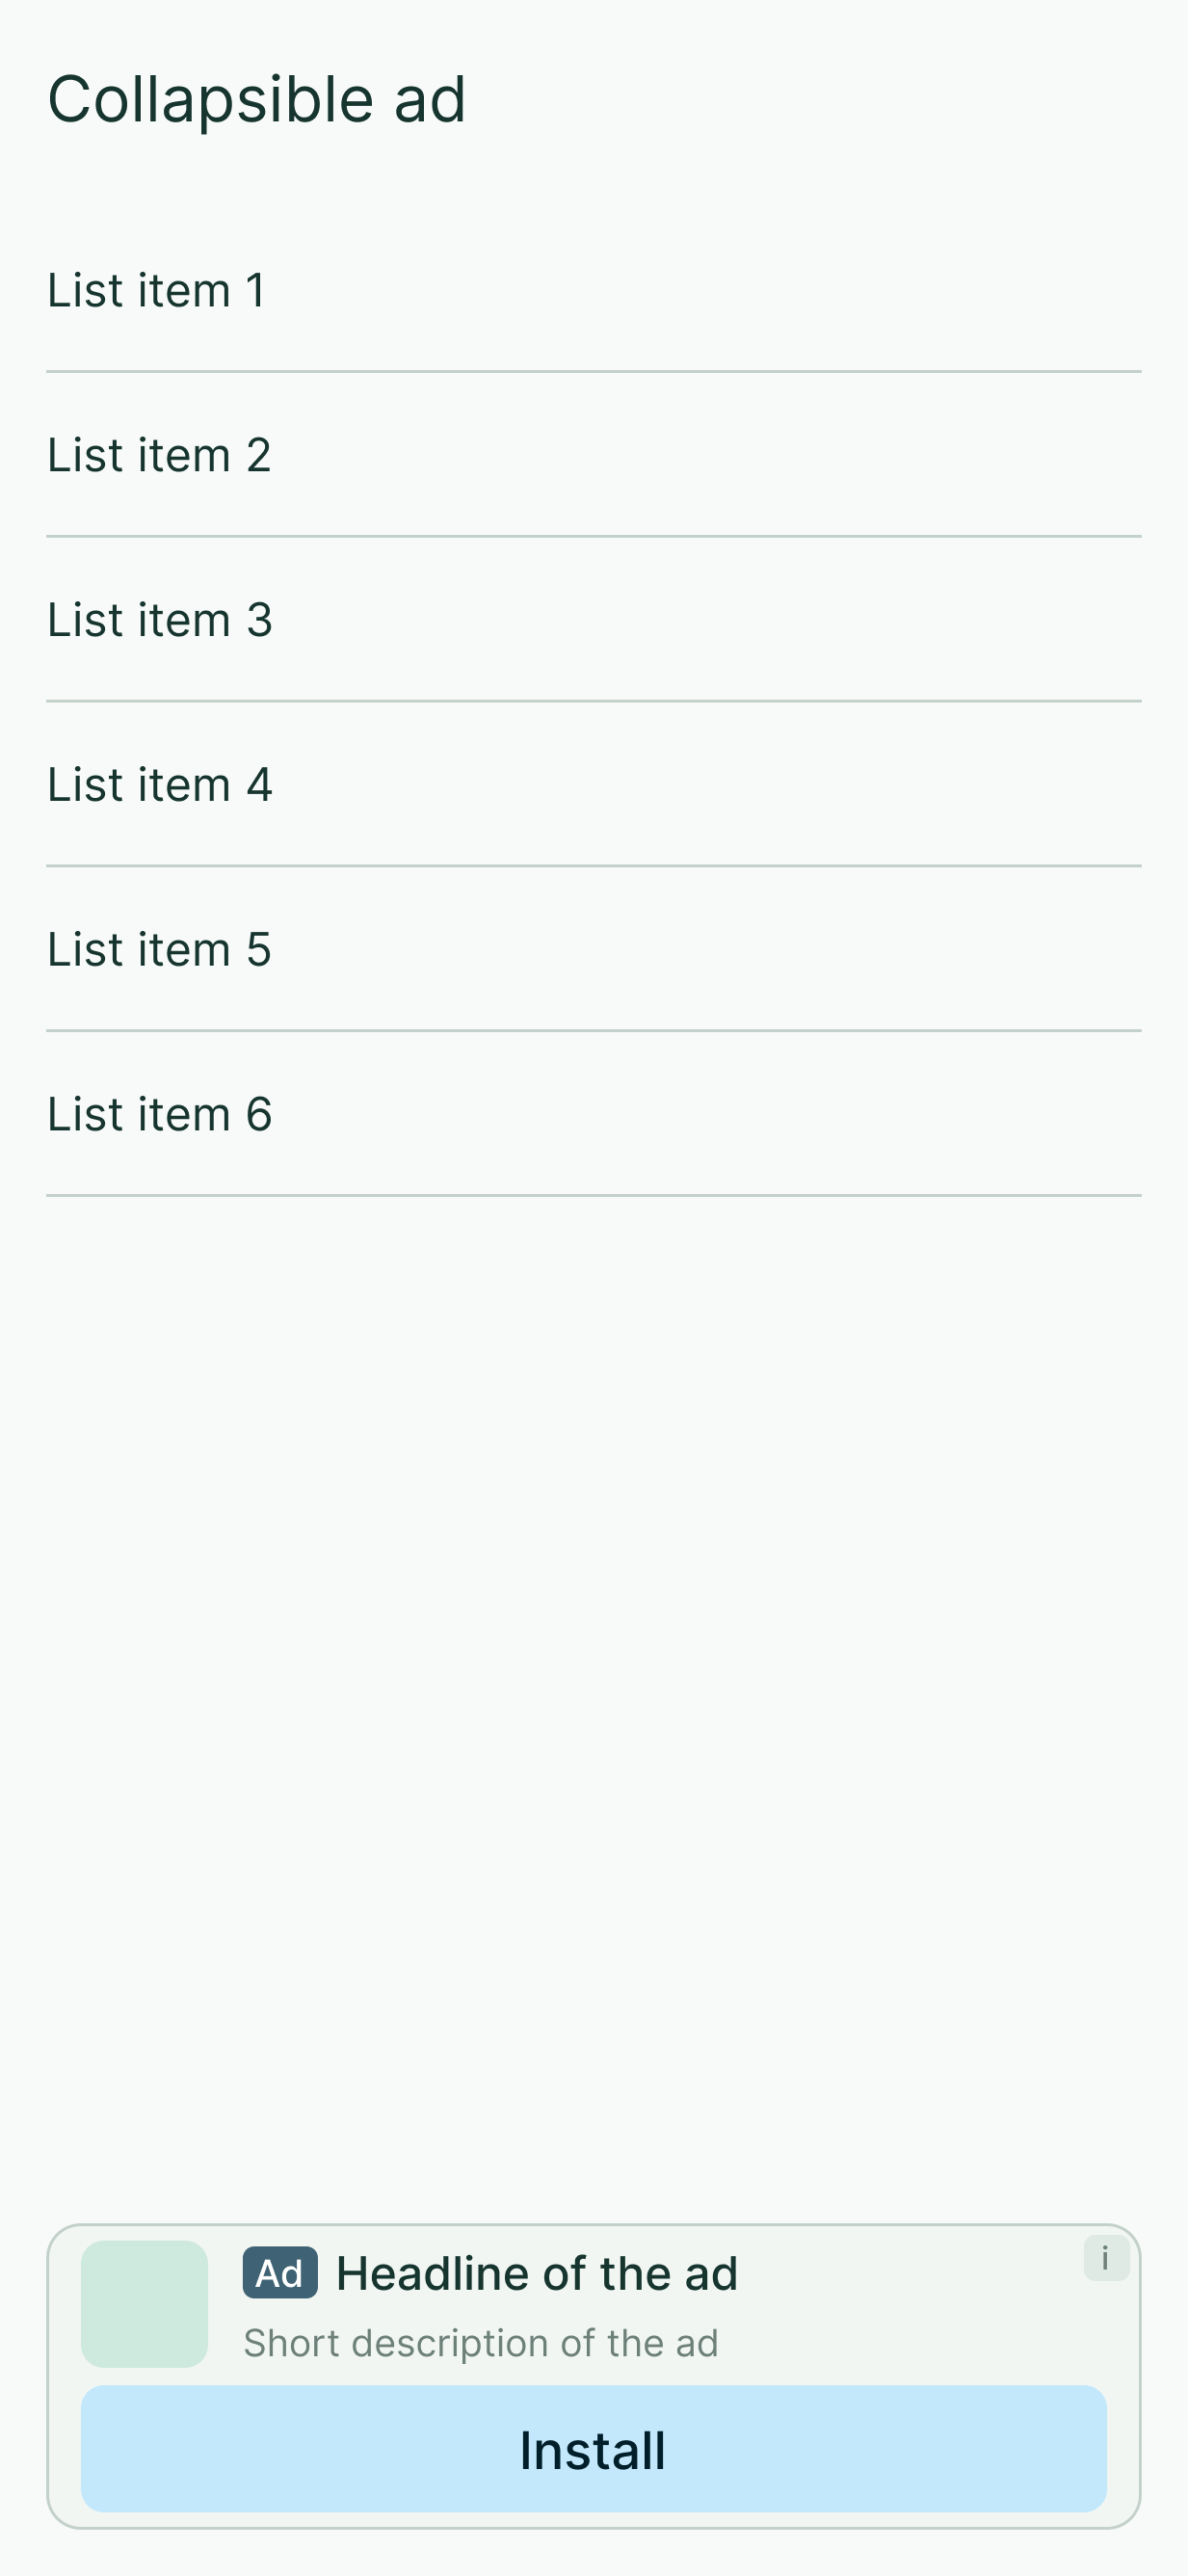 Collapsible ad
List item 1
List item 2
List item 3
List item 4
List item 5
List item 6
Ad Headline of the ad
i
Short description of the ad
Install